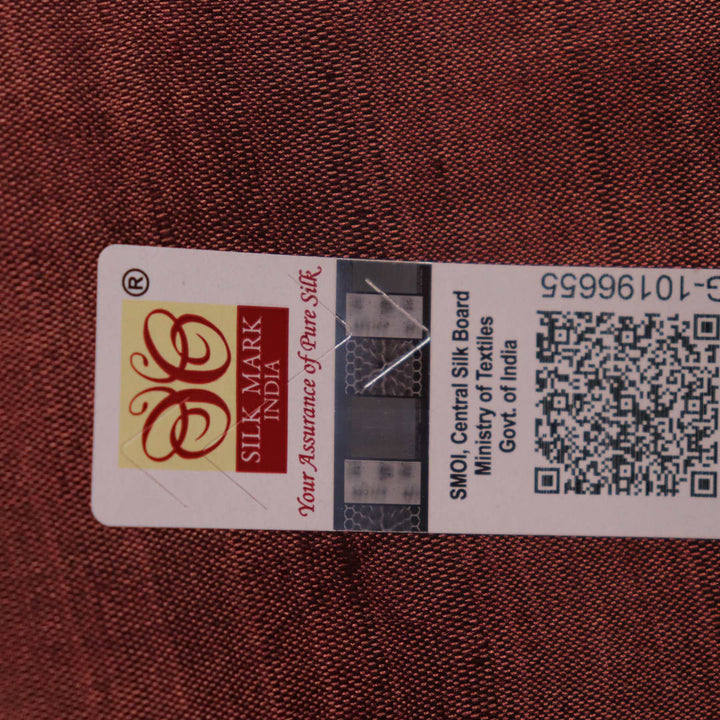 ®
SILK MARK
INDIA
Your Assurance of Pure Silk
SMOI, Central Silk Board
Ministry of Textiles
Govt. of India
G-10196655